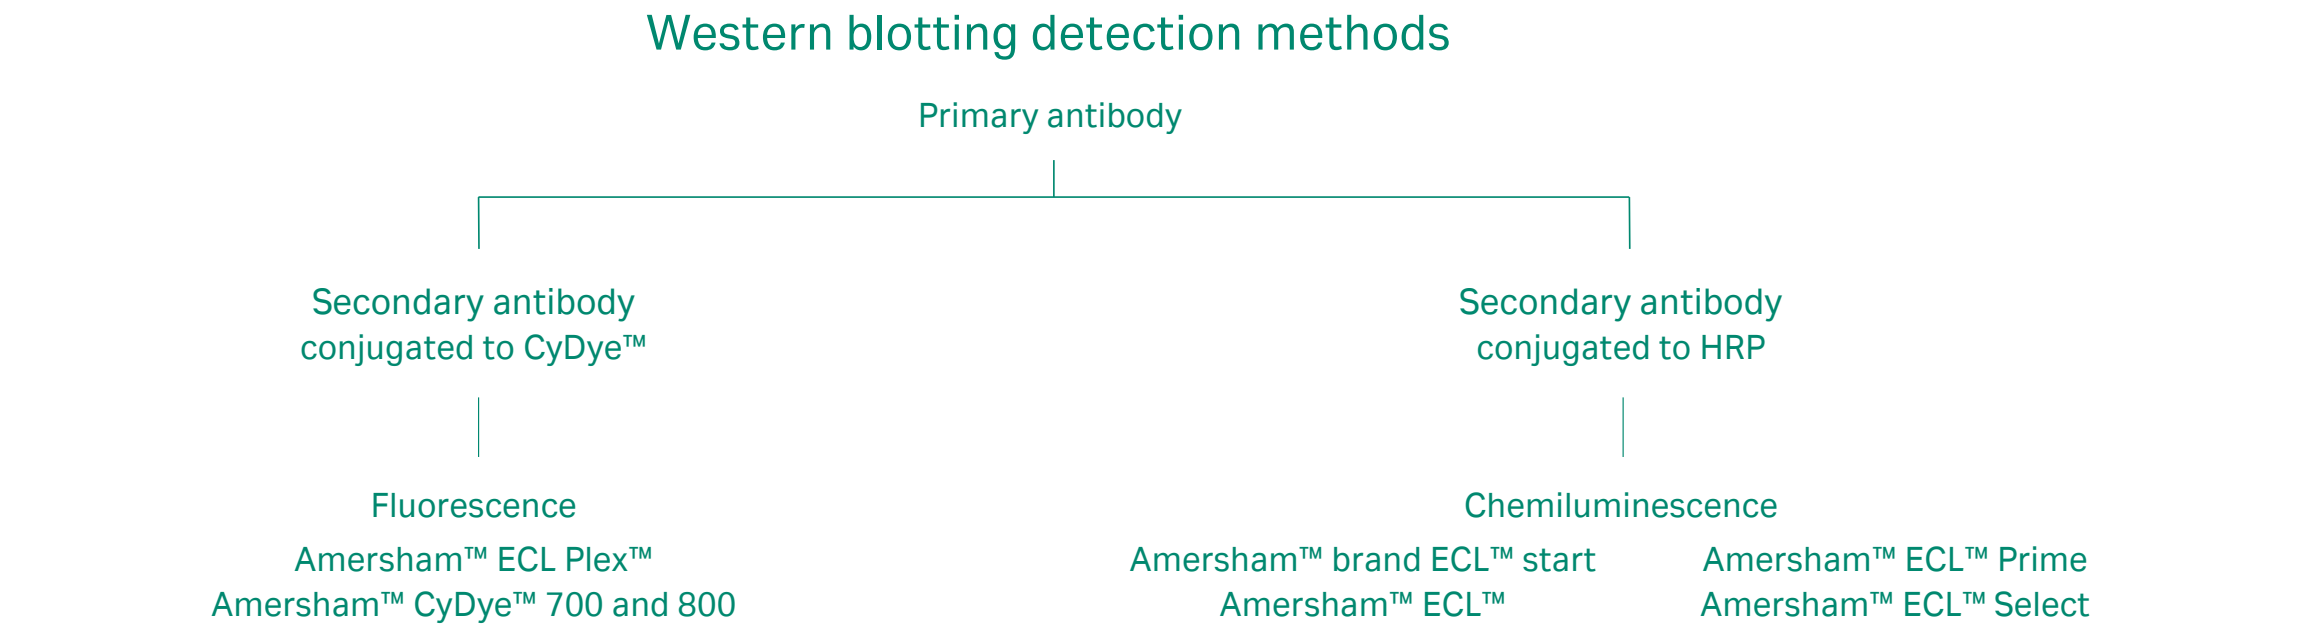 Western blotting detection methods
Primary antibody
Secondary antibody
conjugated to CyDye™
Secondary antibody
conjugated to HRP
Fluorescence
Amersham™ ECL Plex™
Amersham™ CyDye™ 700 and 800
Chemiluminescence
Amersham™ brand ECL™ start
Amersham™ ECL™
Amersham™ ECL™ Prime
Amersham™ ECL™ Select